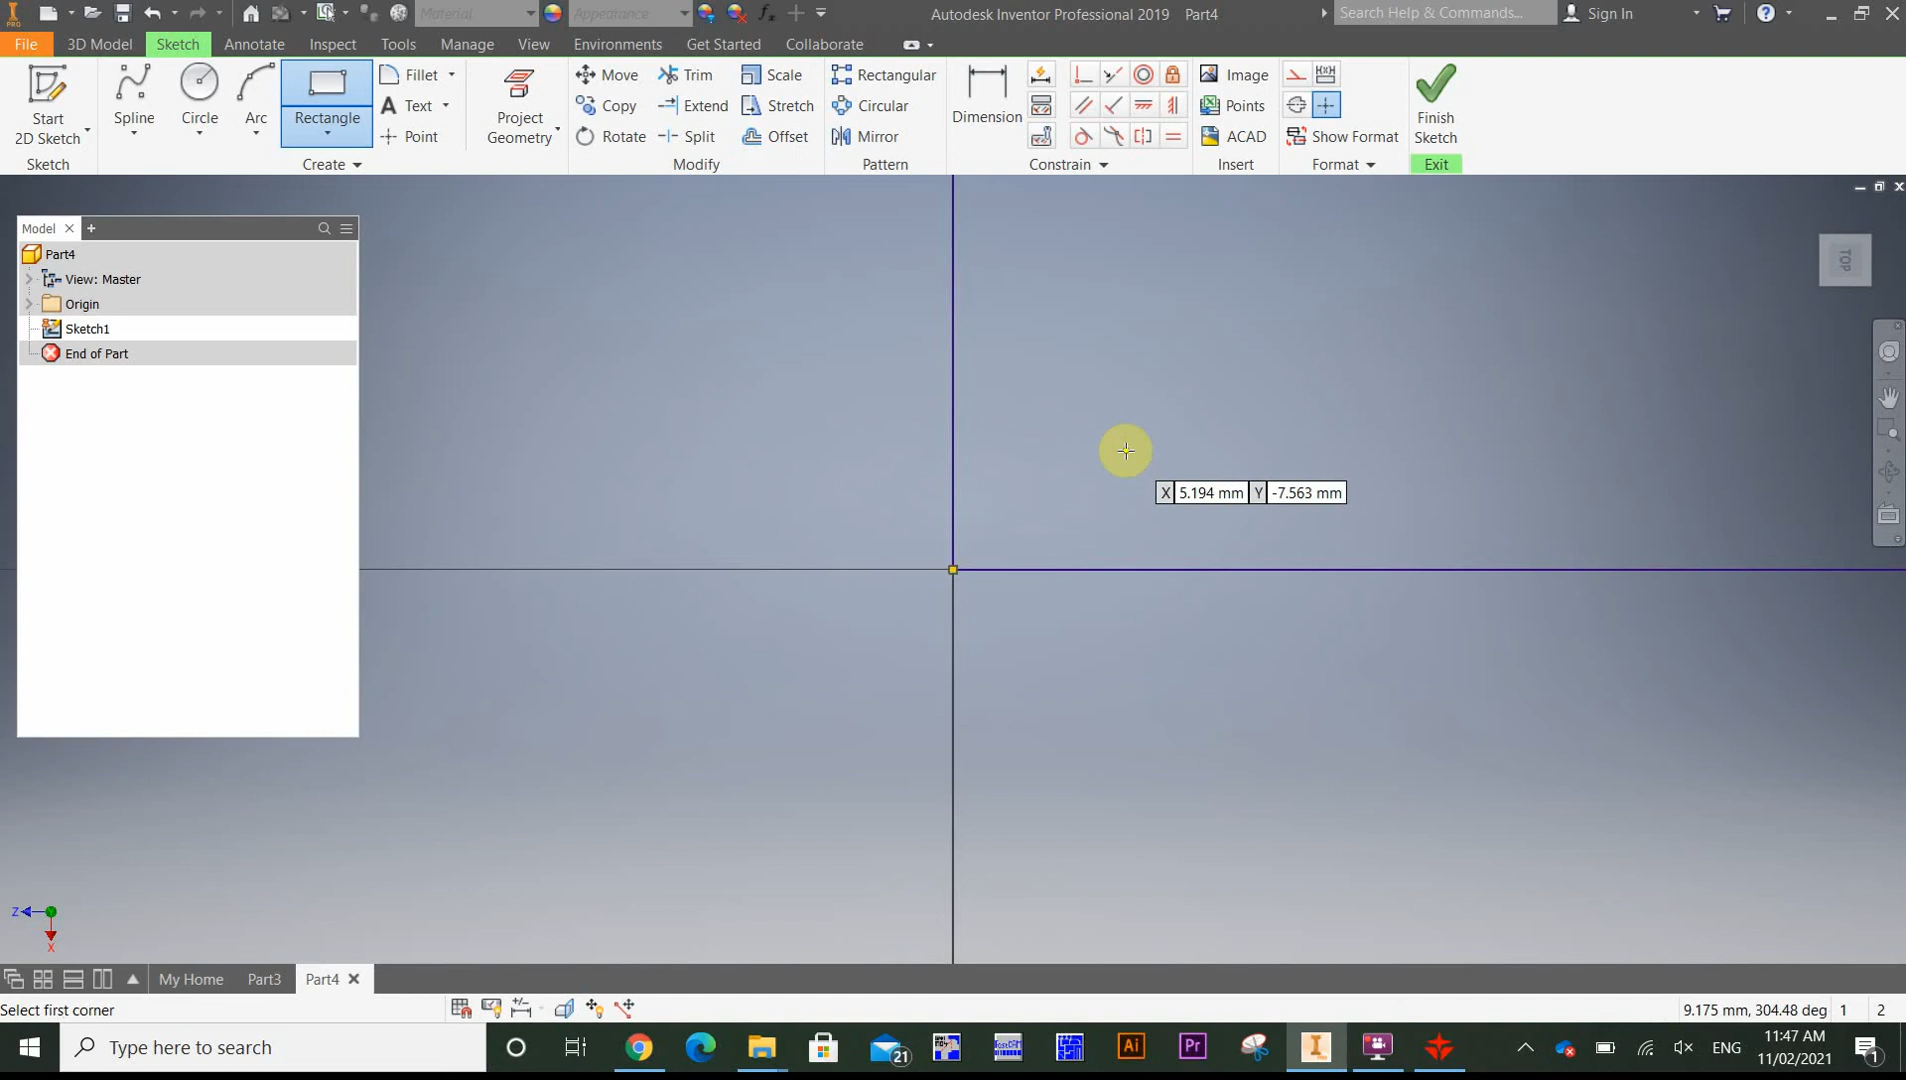 PRO
Material
Appearance
Autodesk Inventor Professional 2019 Part4
Search Help & Commands...
Sign In
File
3D Model
Sketch
Annotate
Inspect
Tools
Manage
View
Environments
Get Started
Collaborate
Start
2D Sketch
Spline
Circle
Arc
Rectangle
Fillet
Text
Point
Project
Geometry
Move
Copy
Rotate
Trim
Extend
Split
Scale
Stretch
Offset
Rectangular
Circular
Mirror
Dimension
Image
Points
ACAD
Show Format
Finish
Sketch
Sketch
Create
Modify
Pattern
Constrain
Insert
Format
Exit
Model
Part4
View: Master
Origin
Sketch1
End of Part
TOP
X 5.194 mm Y -7.563 mm
Z
X
My Home
Part3
Part4
Select first corner
9.175 mm, 304.48 deg 1 2
Type here to search
21
Ai
Pr
ENG
11:47 AM
11/02/2021
1